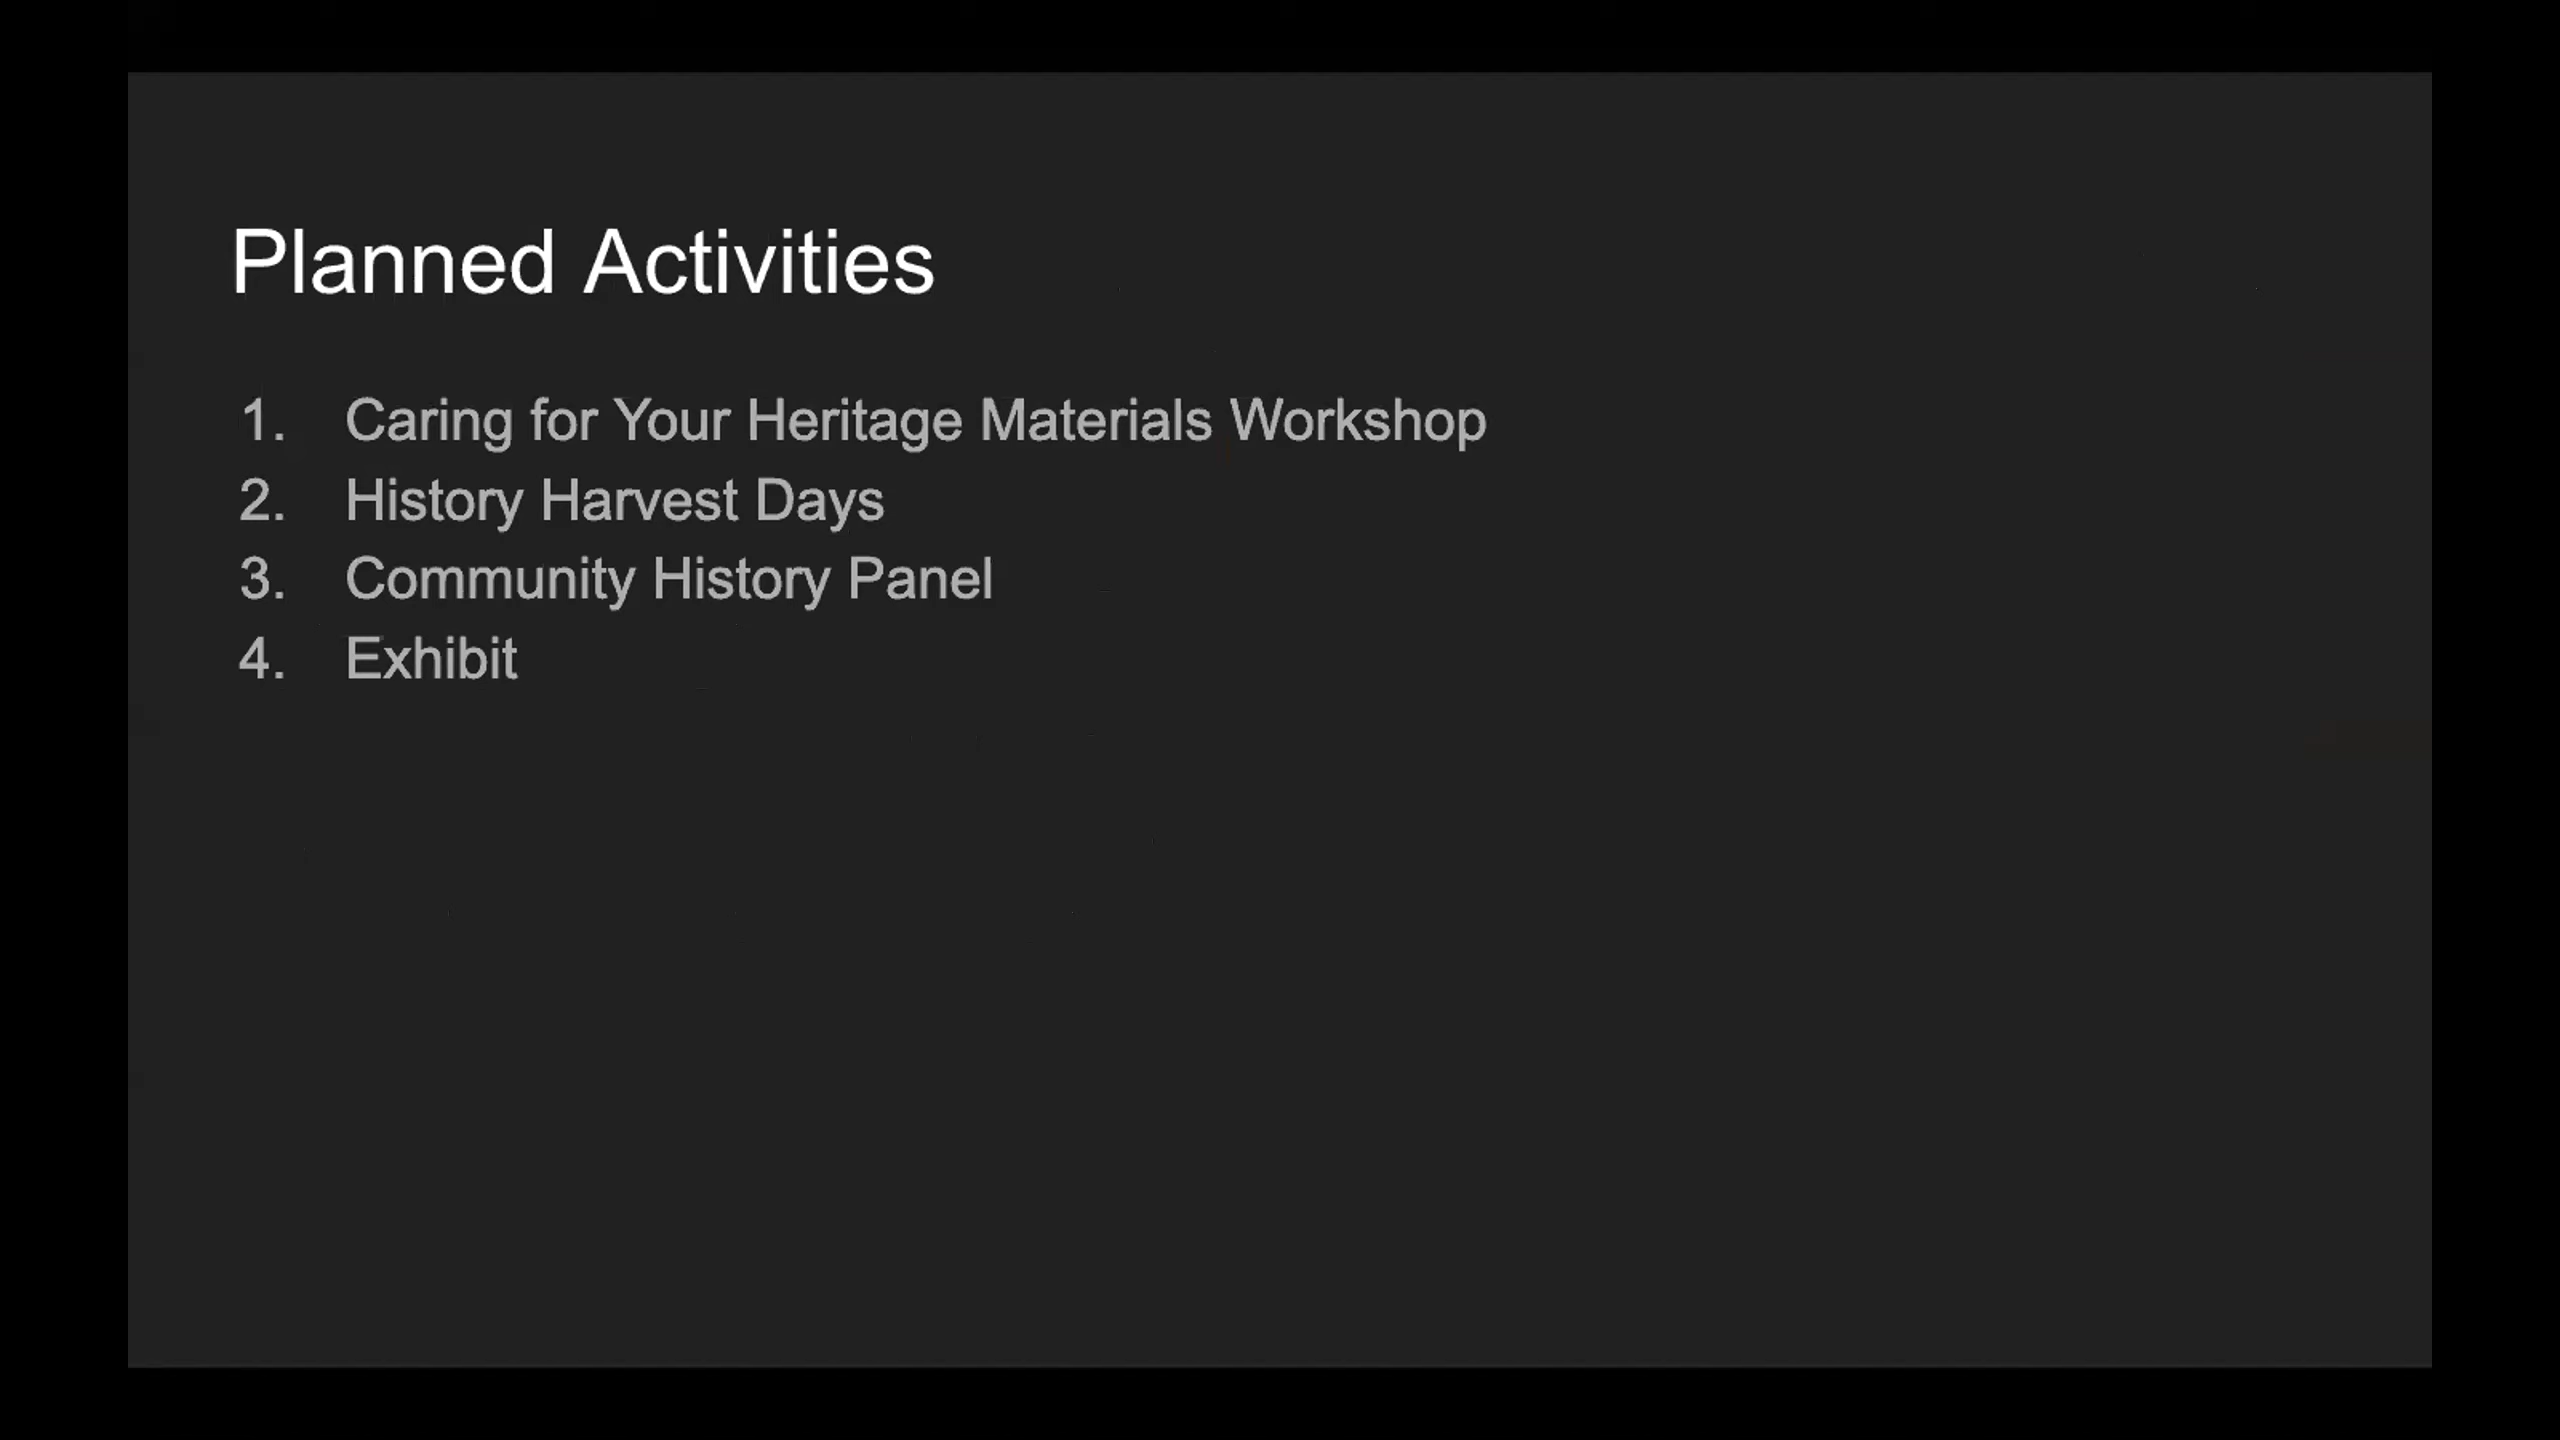 Planned Activities
1. Caring for Your Heritage Materials Workshop
2. History Harvest Days
3. Community History Panel
4. Exhibit